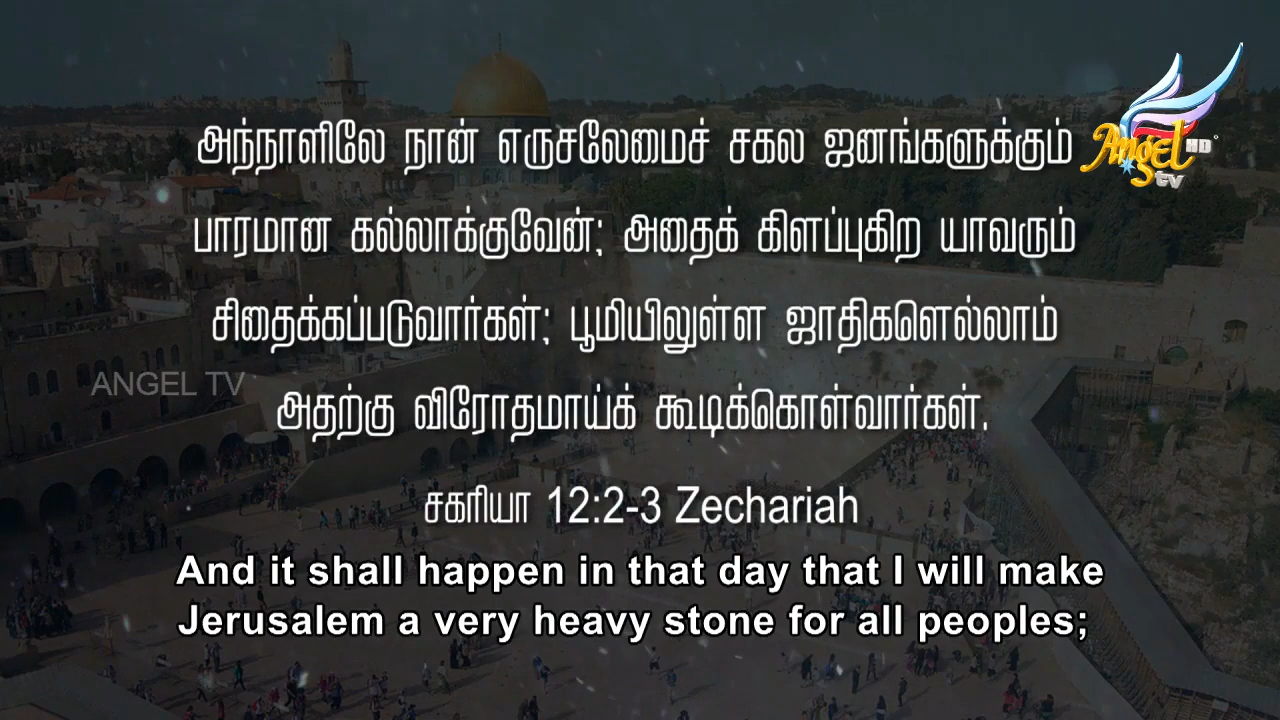 அந்நாளிலே நான் எருசலேமைச் சகல ஜனங்களுக்கும்
Angel HD
tv
பாரமான கல்லாக்குவேன்; அதைக் கிளப்புகிற யாவரும்
சிதைக்கப்படுவார்கள்; பூமியிலுள்ள ஜாதிகளெல்லாம்
ANGEL TV
அதற்கு விரோதமாய்க் கூடிக்கொள்வார்கள்.
சகரியா 12:2-3 Zechariah
And it shall happen in that day that I will make
Jerusalem a very heavy stone for all peoples;